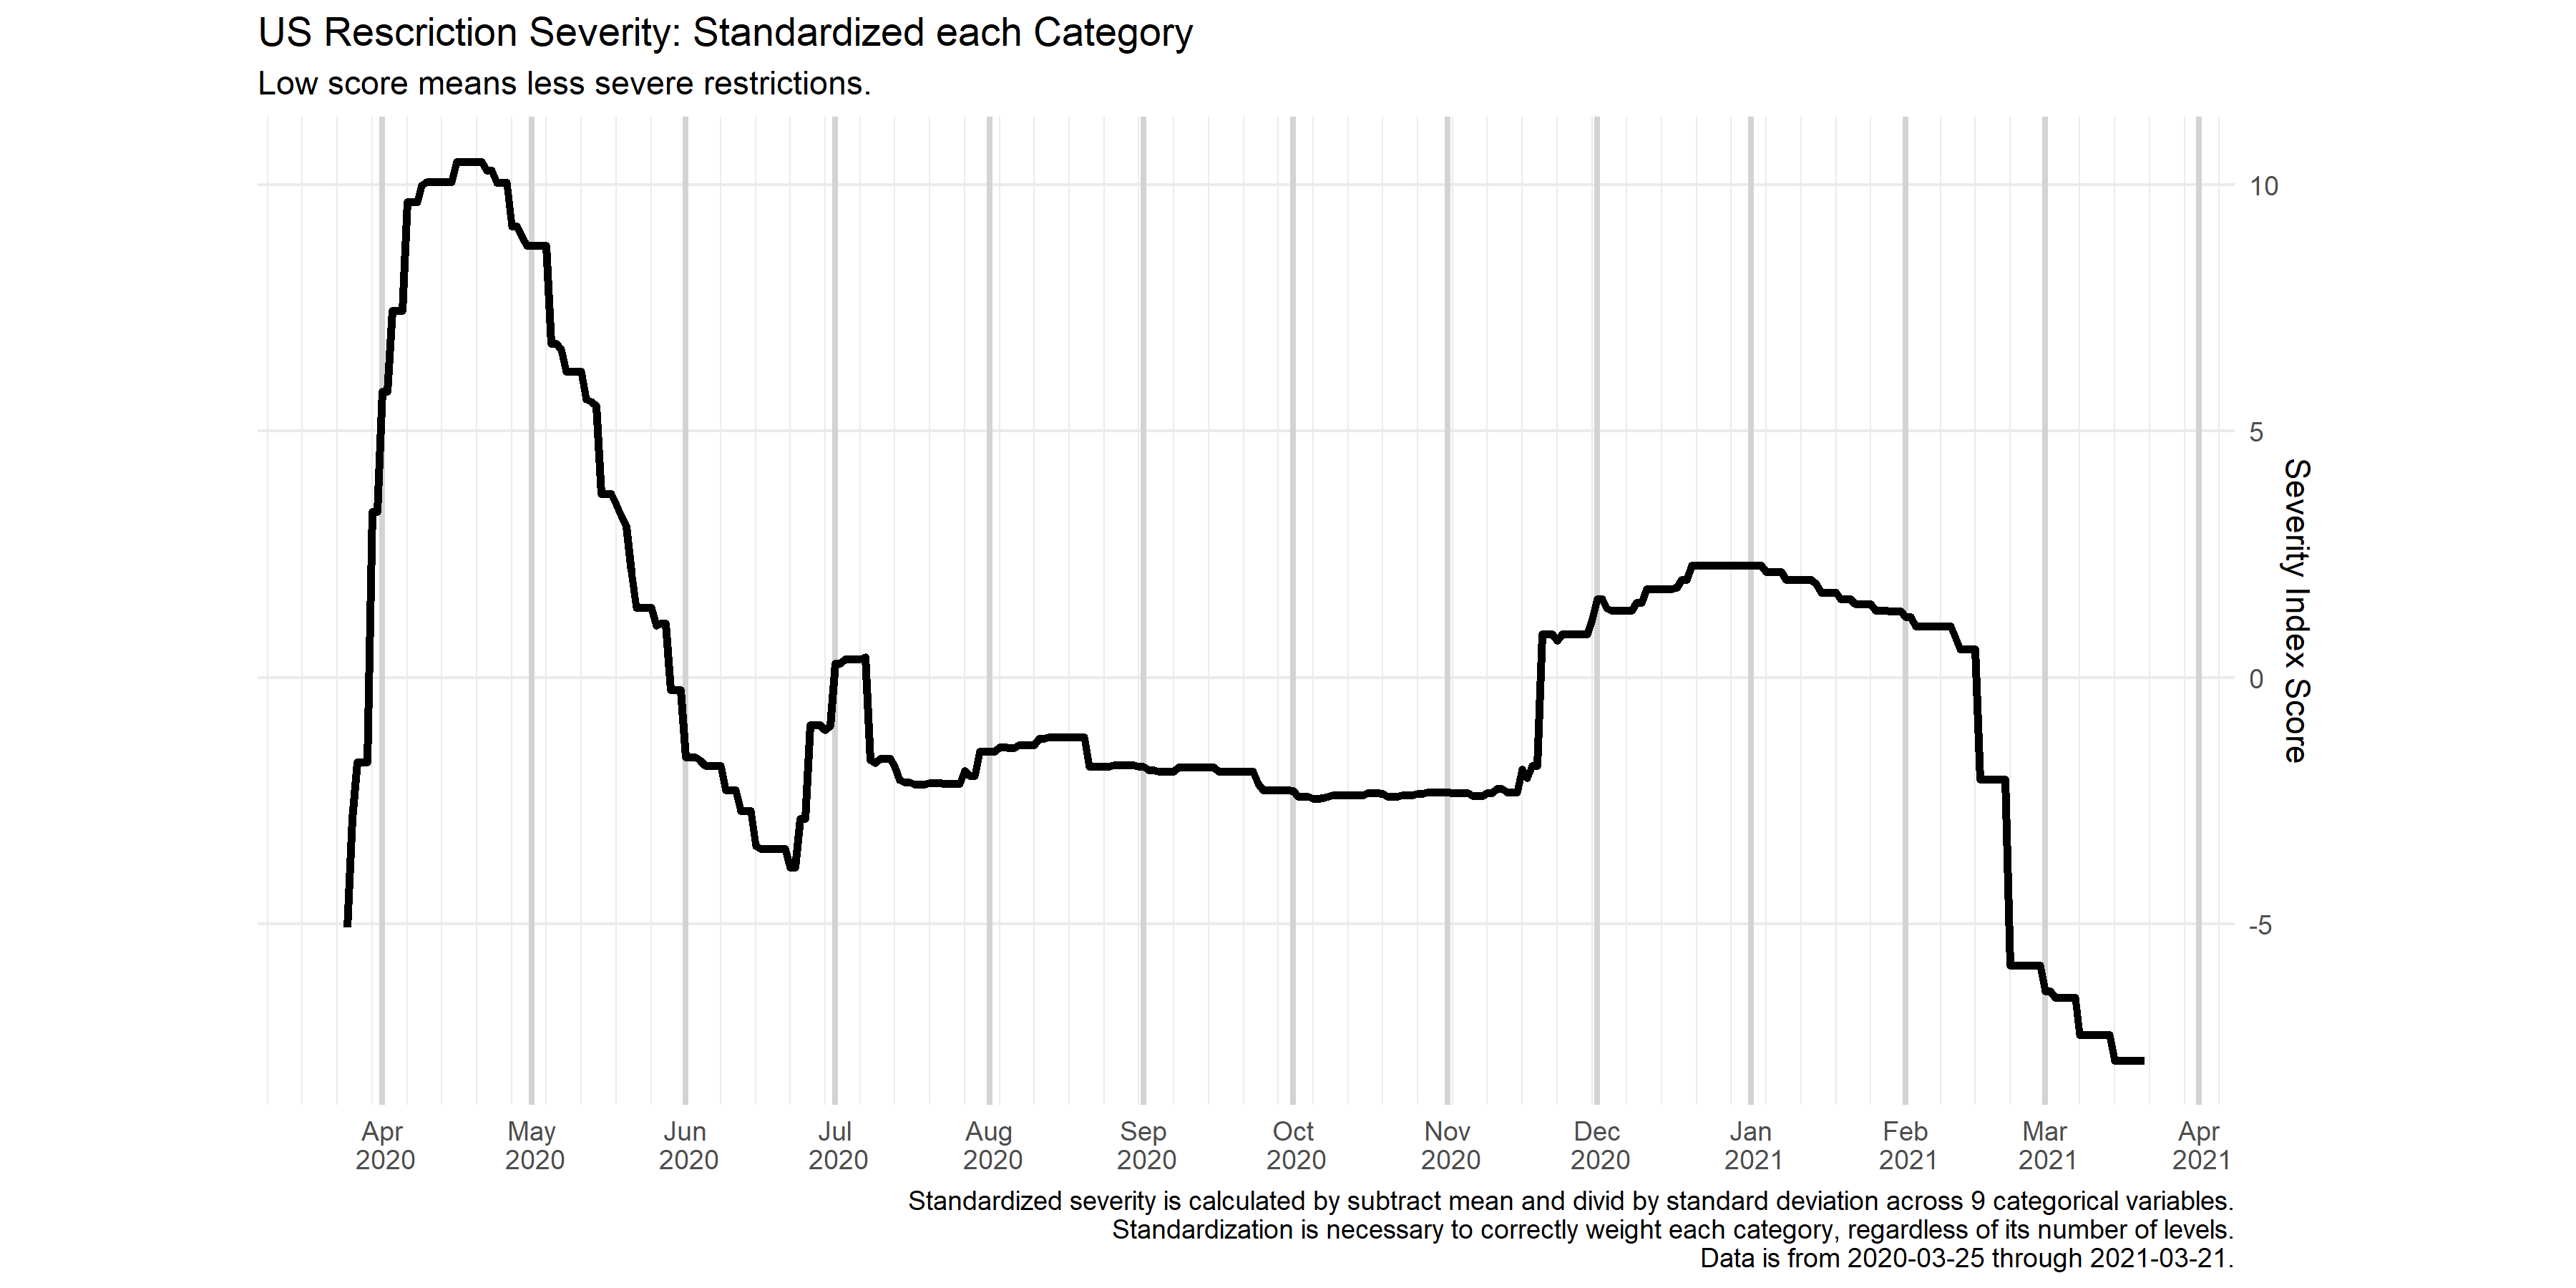 US Rescriction Severity: Standardized each Category
Low score means less severe restrictions.
10
5
0
-5
Severity Index Score
Apr 2020
May 2020
Jun 2020
Jul 2020
Aug 2020
Sep 2020
Oct 2020
Nov 2020
Dec 2020
Jan 2021
Feb 2021
Mar 2021
Apr 2021
Standardized severity is calculated by subtract mean and divid by standard deviation across 9 categorical variables.
Standardization is necessary to correctly weight each category, regardless of its number of levels.
Data is from 2020-03-25 through 2021-03-21.